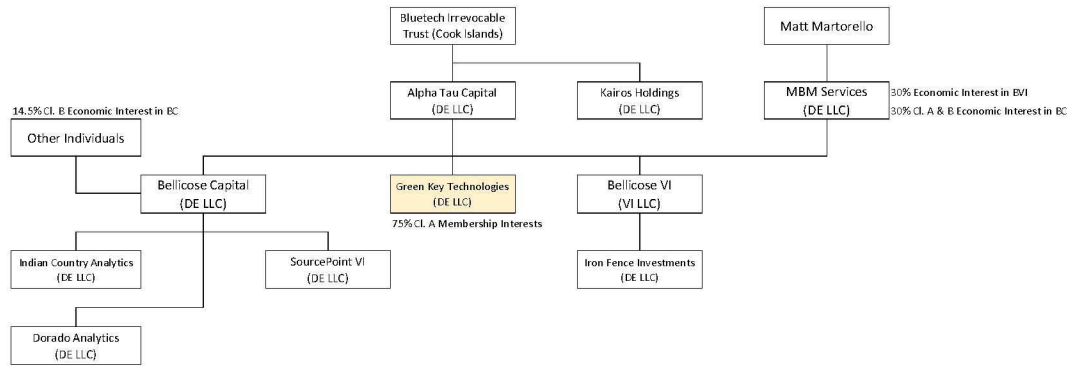 Bluetech Irrevocable
Trust (Cook Islands)
Matt Martorello
Alpha Tau Capital
(DE LLC)
Kairos Holdings
(DE LLC)
MBM Services
(DE LLC)
30% Economic Interest in BVI
30% Cl. A & B Economic Interest in BC
14.5% Cl. B Economic Interest in BC
Other Individuals
Bellicose Capital
(DE LLC)
Green Key Technologies
(DE LLC)
75% Cl. A Membership Interests
Bellicose VI
(VI LLC)
Indian Country Analytics
(DE LLC)
SourcePoint VI
(DE LLC)
Iron Fence Investments
(DE LLC)
Dorado Analytics
(DE LLC)